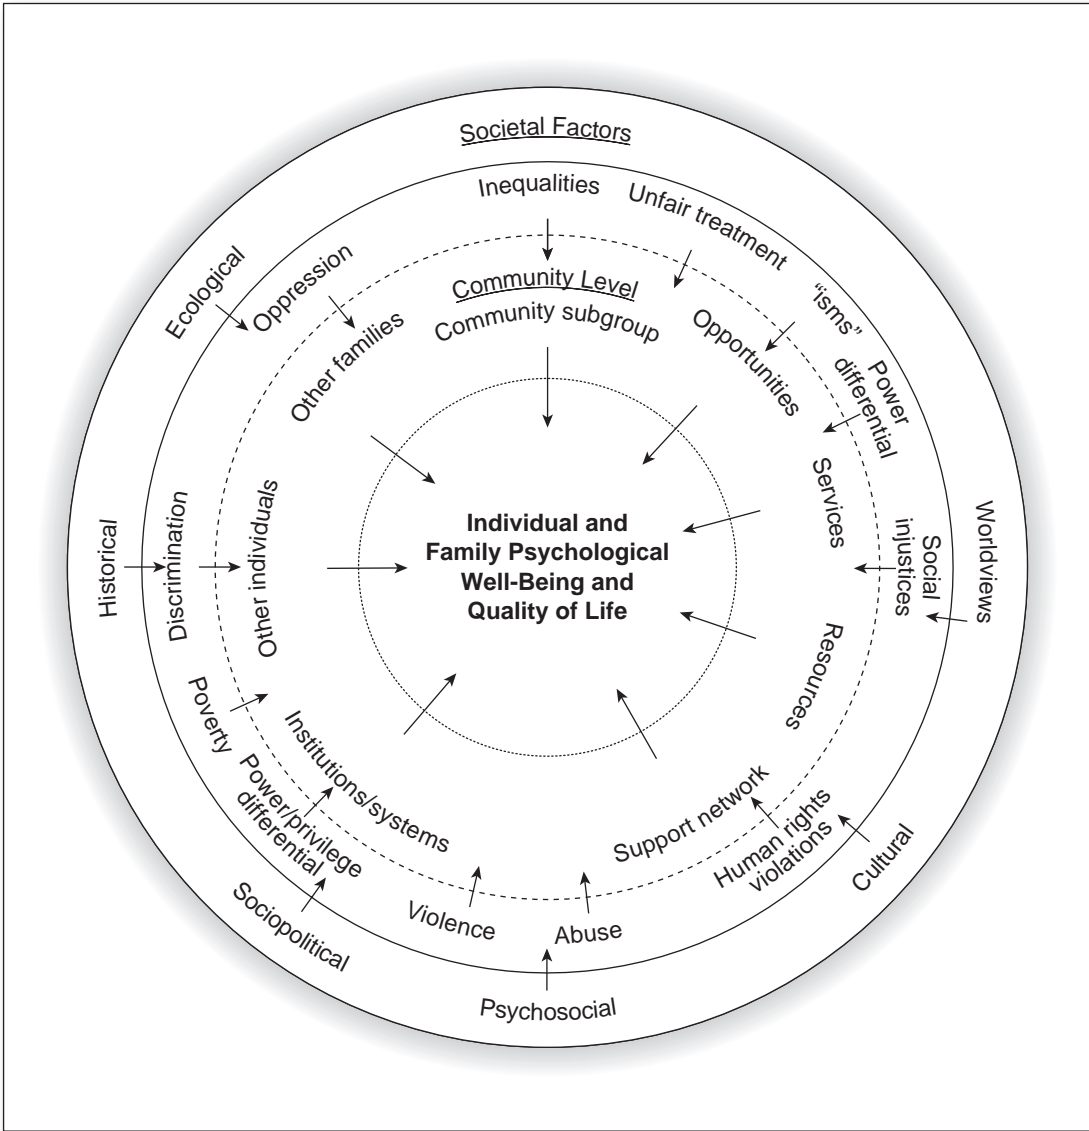 Societal Factors
Inequalities
Unfair treatment
“isms”
Power
differential
Social
injustices
Human rights
violations
Abuse
Violence
Power/privilege
differential
Poverty
Discrimination
Oppression
Ecological
Historical
Sociopolitical
Psychosocial
Cultural
Worldviews
Community Level
Community subgroup
Opportunities
Services
Resources
Support network
Institutions/systems
Other individuals
Other families
Individual and
Family Psychological
Well-Being and
Quality of Life